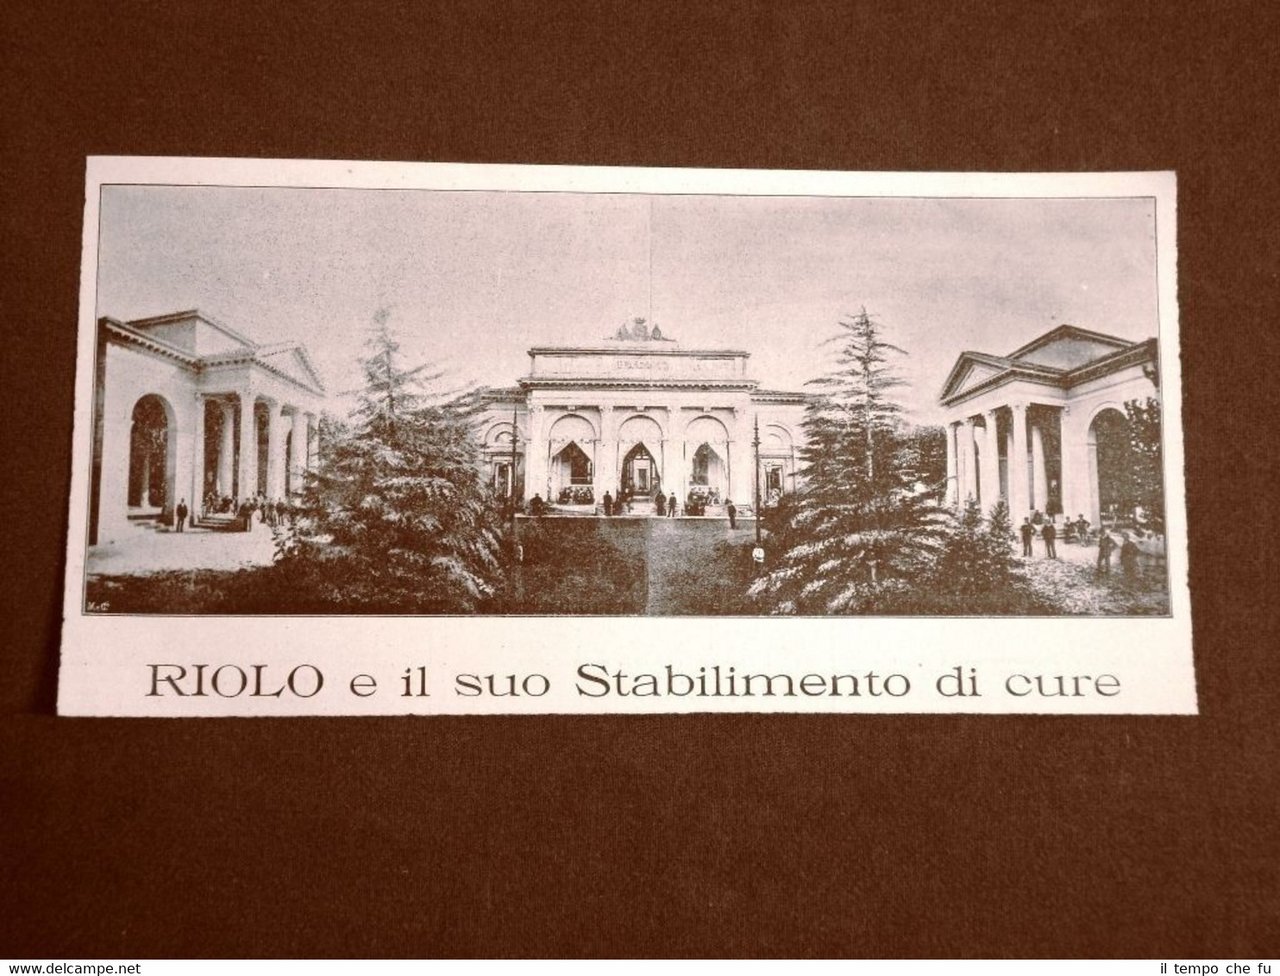 RIOLO e il suo Stabilimento di cure
www.delcampe.net
il tempo che fu